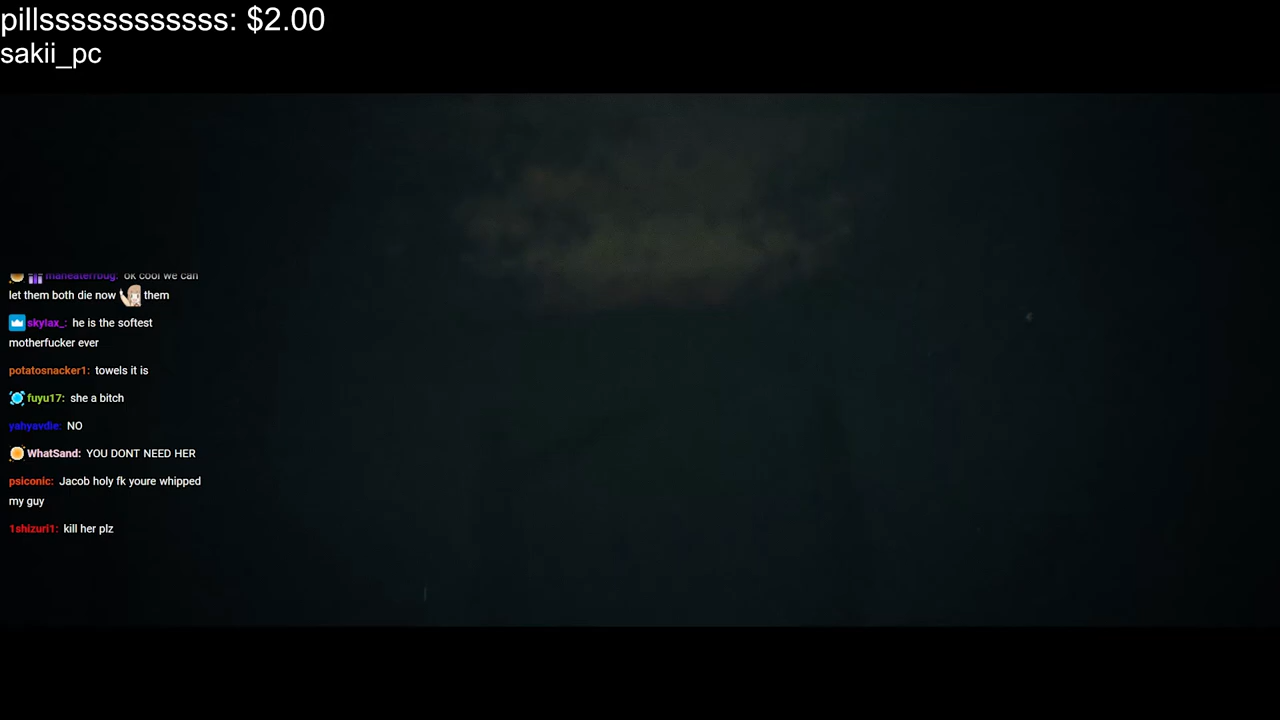 pillssssssssssss: $2.00
sakii_pc
maneaterrbug: ok cool we can
let them both die now them
skylax_: he is the softest
motherfucker ever
potatosnacker1: towels it is
fuyu17: she a bitch
yahyavdie: NO
WhatSand: YOU DONT NEED HER
psiconic: Jacob holy fk youre whipped
my guy
1shizuri1: kill her plz